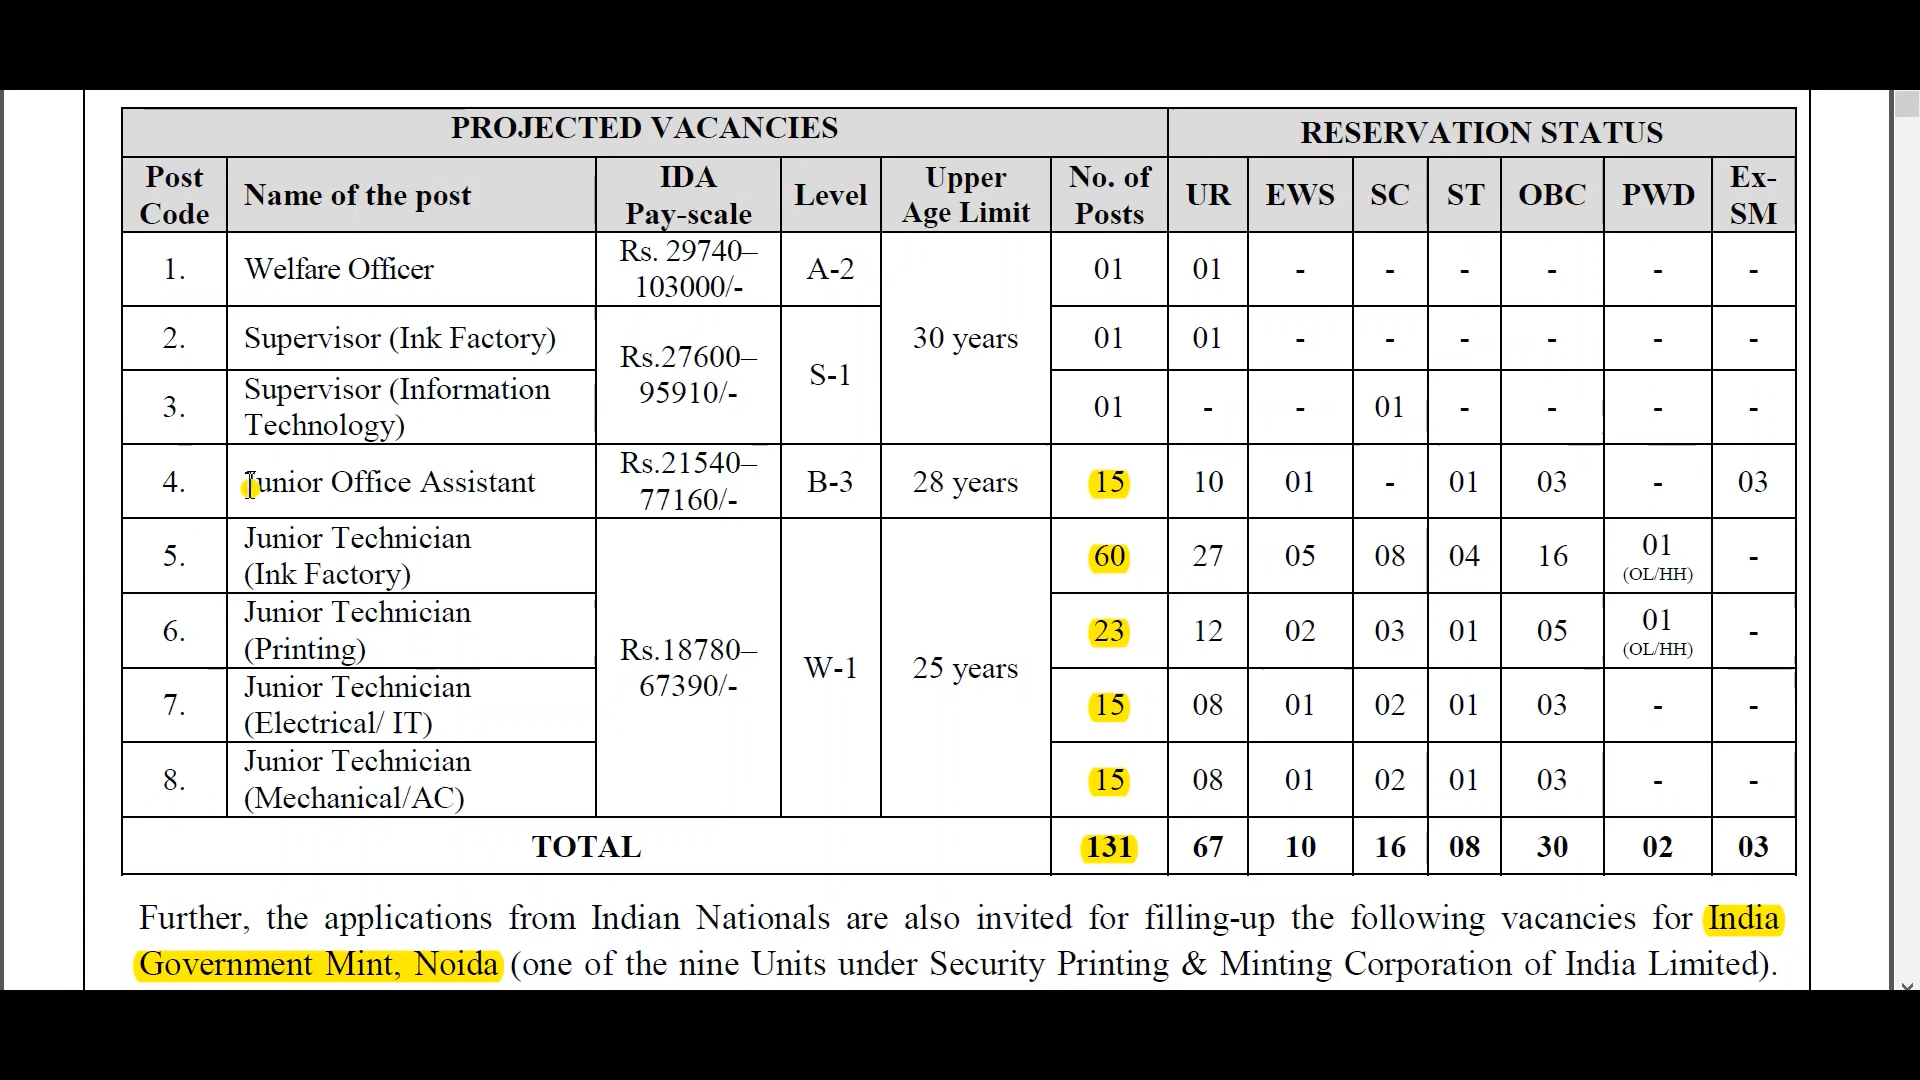 PROJECTED VACANCIES RESERVATION STATUS
Post Code Name of the post IDA Pay-scale Level Upper Age Limit No. of Posts UR EWS SC ST OBC PWD Ex-SM
1. Welfare Officer Rs. 29740–103000/- A-2 30 years 01 01 - - - - - -
2. Supervisor (Ink Factory) Rs.27600–95910/- S-1 01 01 - - - - - -
3. Supervisor (Information Technology) 01 - - 01 - - - -
4. Junior Office Assistant Rs.21540–77160/- B-3 28 years 15 10 01 - 01 03 - 03
5. Junior Technician (Ink Factory) Rs.18780–67390/- W-1 25 years 60 27 05 08 04 16 01 (OL/HH) -
6. Junior Technician (Printing) 23 12 02 03 01 05 01 (OL/HH) -
7. Junior Technician (Electrical/ IT) 15 08 01 02 01 03 - -
8. Junior Technician (Mechanical/AC) 15 08 01 02 01 03 - -
TOTAL 131 67 10 16 08 30 02 03
Further, the applications from Indian Nationals are also invited for filling-up the following vacancies for India
Government Mint, Noida (one of the nine Units under Security Printing & Minting Corporation of India Limited).